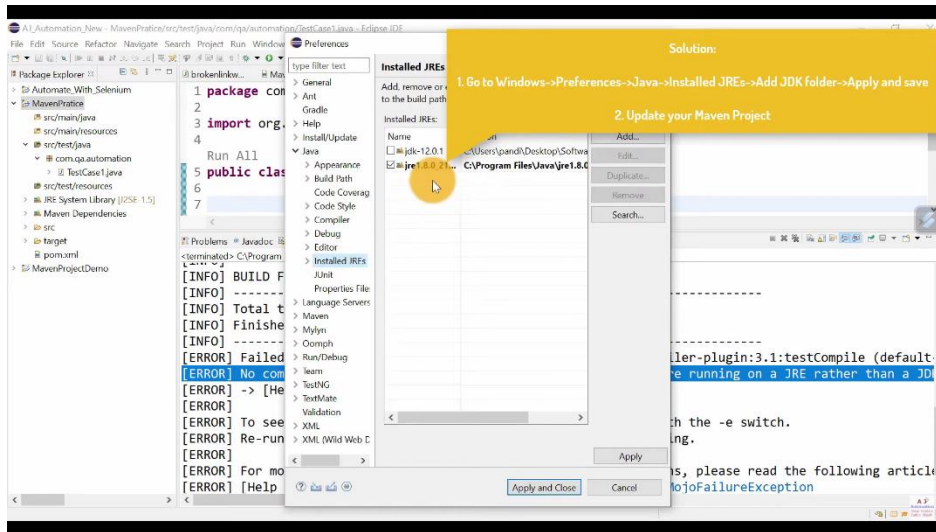 AJ_Automation_New - MavenPratice/src/test/java/com/qa/automation/TestCase1.java - Eclipse IDE
File Edit Source Refactor Navigate Search Project Run Window
Package Explorer
Automate_With_Selenium
MavenPratice
src/main/java
src/main/resources
src/test/java
com.qa.automation
TestCase1.java
src/test/resources
JRE System Library [J2SE-1.5]
Maven Dependencies
src
target
pom.xml
MavenProjectDemo
brokenlinkw...
1 package com
2
3 import org.
4
Run All
5 public clas
6
7
Preferences
type filter text
General
Ant
Gradle
Help
Install/Update
Java
Appearance
Build Path
Code Coverag
Code Style
Compiler
Debug
Editor
Installed JREs
JUnit
Properties File
Language Servers
Maven
Mylyn
Oomph
Run/Debug
Team
TestNG
TextMate
Validation
XML
XML (Wild Web D
Installed JREs
Add, remove or
to the build path
Installed JREs:
Name
jdk-12.0.1 C:\Users\pandi\Desktop\Softwa
jre1.8.0_21... C:\Program Files\Java\jre1.8.0
Add...
Edit...
Duplicate...
Remove
Search...
Apply
Apply and Close
Cancel
Solution:
1. Go to Windows->Preferences->Java->Installed JREs->Add JDK folder->Apply and save
2. Update your Maven Project
Problems Javadoc
<terminated> C:\Program
[INFO] BUILD F
[INFO] -------
[INFO] Total t
[INFO] Finishe
[INFO] -------
[ERROR] Failed ler-plugin:3.1:testCompile (default-
[ERROR] No com e running on a JRE rather than a JD
[ERROR] -> [He
[ERROR]
[ERROR] To see th the -e switch.
[ERROR] Re-run ng.
[ERROR]
[ERROR] For mo ns, please read the following article
[ERROR] [Help MojoFailureException